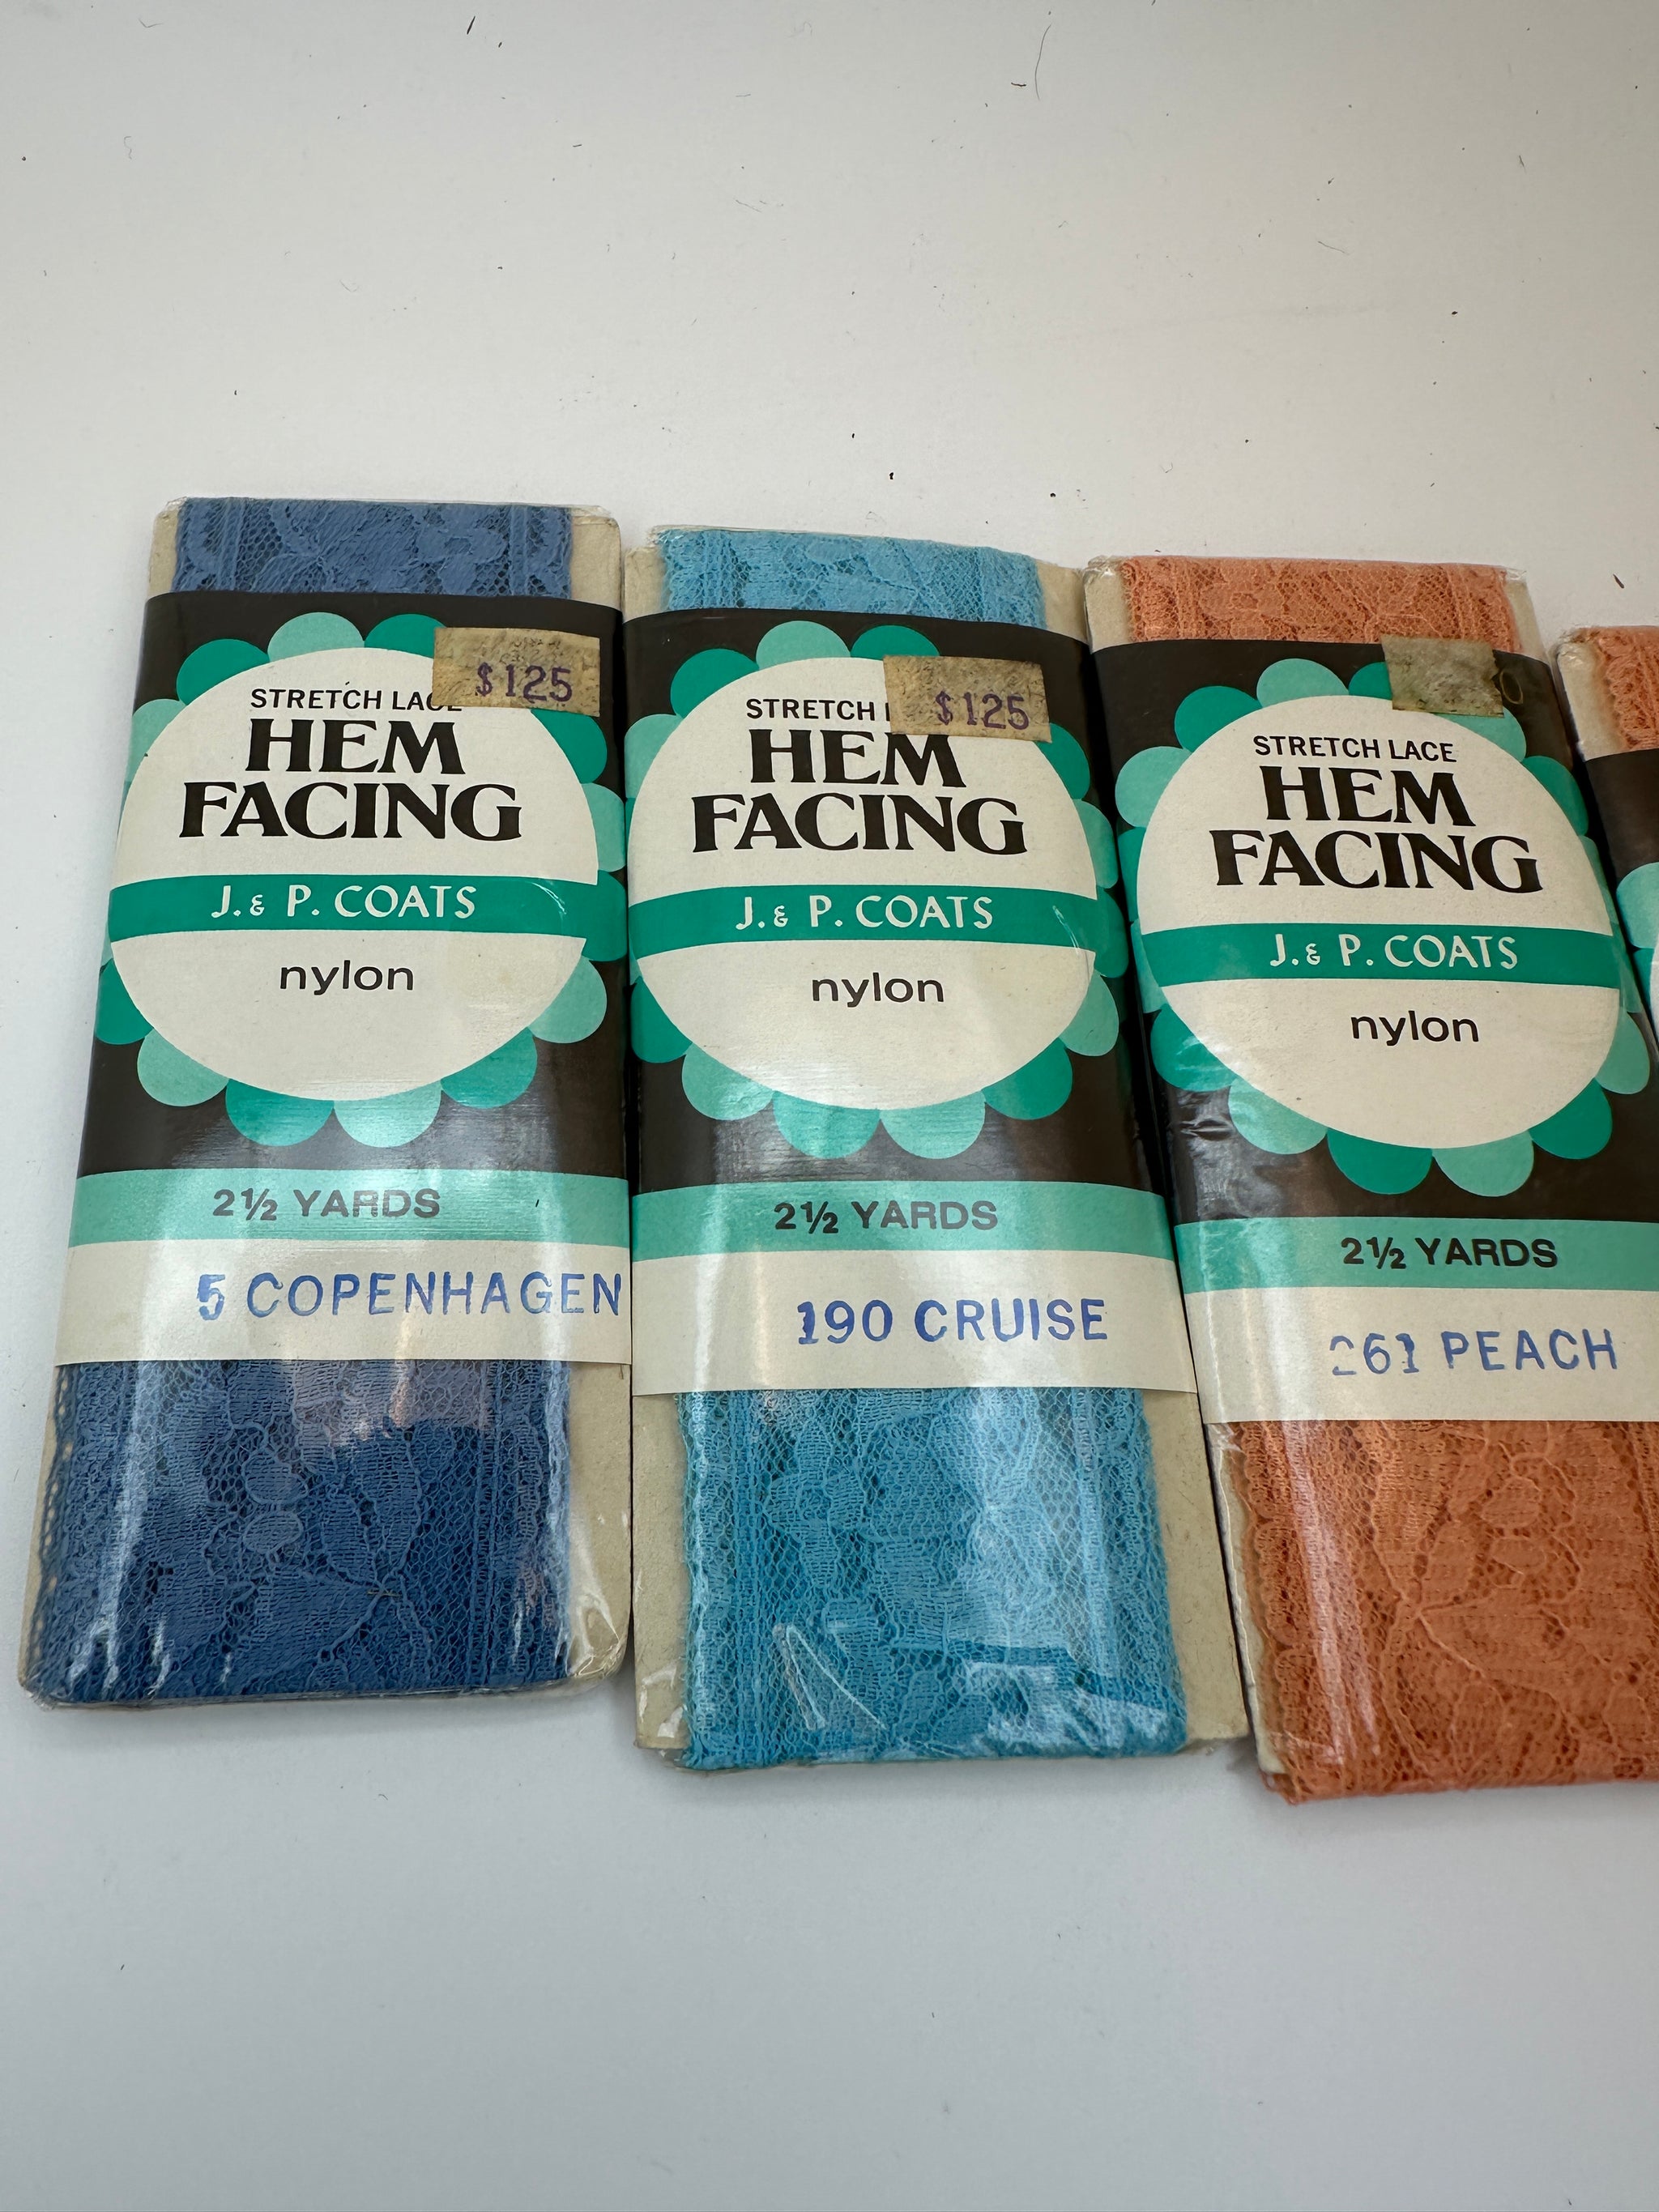 $125
STRETCH LACE
HEM
FACING
J. & P. COATS
nylon
2½ YARDS
5 COPENHAGEN
$125
STRETCH
HEM
FACING
J. & P. COATS
nylon
2½ YARDS
190 CRUISE
STRETCH LACE
HEM
FACING
J. & P. COATS
nylon
2½ YARDS
261 PEACH